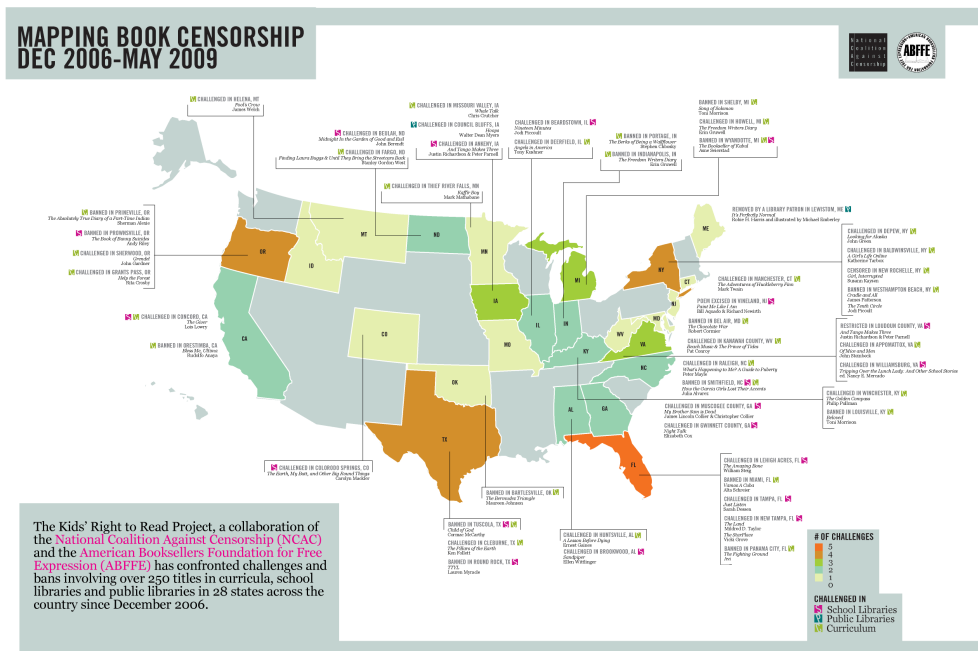 MAPPING BOOK CENSORSHIP
DEC 2006-MAY 2009
National
Coalition
Against
Censorship
ABFFE
CHALLENGED IN HELENA, MT
Fool's Crow
James Welch
CHALLENGED IN MISSOURI VALLEY, IA
Whale Talk
Chris Crutcher
CHALLENGED IN COUNCIL BLUFFS, IA
Hoops
Walter Dean Myers
CHALLENGED IN ANKENY, IA
And Tango Makes Three
Justin Richardson & Peter Parnell
CHALLENGED IN BEULAH, ND
Midnight in the Garden of Good and Evil
John Berendt
CHALLENGED IN FARGO, ND
Finding Laura Buggs & Until They Bring the Streetcars Back
Stanley Gordon West
CHALLENGED IN THIEF RIVER FALLS, MN
Kaffir Boy
Mark Mathabane
CHALLENGED IN BEARDSTOWN, IL
Nineteen Minutes
Jodi Picoult
CHALLENGED IN DEERFIELD, IL
Angels in America
Tony Kushner
BANNED IN PORTAGE, IN
The Perks of Being a Wallflower
Stephen Chbosky
BANNED IN INDIANAPOLIS, IN
The Freedom Writers Diary
Erin Gruwell
BANNED IN SHELBY, MI
Song of Solomon
Toni Morrison
CHALLENGED IN HOWELL, MI
The Freedom Writers Diary
Erin Gruwell
BANNED IN WYANDOTTE, MI
The Bookseller of Kabul
Asne Seierstad
REMOVED BY A LIBRARY PATRON IN LEWISTON, ME
It's Perfectly Normal
Robie H. Harris and illustrated by Michael Emberley
BANNED IN PRINEVILLE, OR
The Absolutely True Diary of a Part-Time Indian
Sherman Alexie
BANNED IN BROWNSVILLE, OR
The Book of Bunny Suicides
Andy Riley
CHALLENGED IN SHERWOOD, OR
Grendel
John Gardner
CHALLENGED IN GRANTS PASS, OR
Help the Forest
Rita Crosby
CHALLENGED IN CONCORD, CA
The Giver
Lois Lowry
BANNED IN ORESTIMBA, CA
Bless Me, Ultima
Rudolfo Anaya
CHALLENGED IN DEPEW, NY
Looking for Alaska
John Green
CHALLENGED IN BALDWINSVILLE, NY
A Girl's Life Online
Katherine Tarbox
CENSORED IN NEW ROCHELLE, NY
Girl, Interrupted
Susana Kaysen
BANNED IN WESTHAMPTON BEACH, NY
Cradle and All
James Patterson
The Tenth Circle
Jodi Picoult
CHALLENGED IN MANCHESTER, CT
The Adventures of Huckleberry Finn
Mark Twain
POEM EXCISED IN VINELAND, NJ
Paint Me Like I Am
Bill Aguado & Richard Newirth
BANNED IN BEL AIR, MD
The Chocolate War
Robert Cormier
CHALLENGED IN KANAWAH COUNTY, WV
Beach Music & The Prince of Tides
Pat Conroy
CHALLENGED IN RALEIGH, NC
What's Happening to Me? A Guide to Puberty
Peter Mayle
BANNED IN SMITHFIELD, NC
How the Garcia Girls Lost Their Accents
Julia Alvarez
CHALLENGED IN MUSCOGEE COUNTY, GA
My Brother Sam is Dead
James Lincoln Collier & Christopher Collier
CHALLENGED IN GWINNETT COUNTY, GA
Night Talk
Elizabeth Cox
RESTRICTED IN LOUDOUN COUNTY, VA
And Tango Makes Three
Justin Richardson & Peter Parnell
CHALLENGED IN APPOMATTOX, VA
Of Mice and Men
John Steinbeck
CHALLENGED IN WILLIAMSBURG, VA
Tripping Over the Lunch Lady, And Other School Stories
ed. Nancy E. Mercado
CHALLENGED IN WINCHESTER, KY
The Golden Compass
Philip Pullman
BANNED IN LOUISVILLE, KY
Beloved
Toni Morrison
OR
CA
ID
MT
ND
MN
IA
MO
IL
IN
MI
KY
WV
VA
NC
MD
NJ
NY
CT
ME
CO
OK
TX
AL
GA
FL
CHALLENGED IN COLORODO SPRINGS, CO
The Earth, My Butt, and Other Big Round Things
Carolyn Mackler
BANNED IN BARTLESVILLE, OK
The Bermudez Triangle
Maureen Johnson
BANNED IN TUSCOLA, TX
Child of God
Cormac McCarthy
CHALLENGED IN CLEBURNE, TX
The Pillars of the Earth
Ken Follett
BANNED IN ROUND ROCK, TX
TTYL
Lauren Myracle
CHALLENGED IN HUNTSVILLE, AL
A Lesson Before Dying
Ernest Gaines
CHALLENGED IN BROOKWOOD, AL
Sandpiper
Ellen Wittlinger
CHALLENGED IN LEHIGH ACRES, FL
The Amazing Bone
William Steig
BANNED IN MIAMI, FL
Vamos A Cuba
Alta Schreier
CHALLENGED IN TAMPA, FL
Just Listen
Sarah Dessen
CHALLENGED IN NEW TAMPA, FL
The Land
Mildred D. Taylor
The Starplace
Vicki Grove
BANNED IN PANAMA CITY, FL
The Fighting Ground
Avi
The Kids' Right to Read Project, a collaboration of
the National Coalition Against Censorship (NCAC)
and the American Booksellers Foundation for Free
Expression (ABFFE) has confronted challenges and
bans involving over 250 titles in curricula, school
libraries and public libraries in 28 states across the
country since December 2006.
# OF CHALLENGES
5
4
3
2
1
0
CHALLENGED IN
School Libraries
Public Libraries
Curriculum